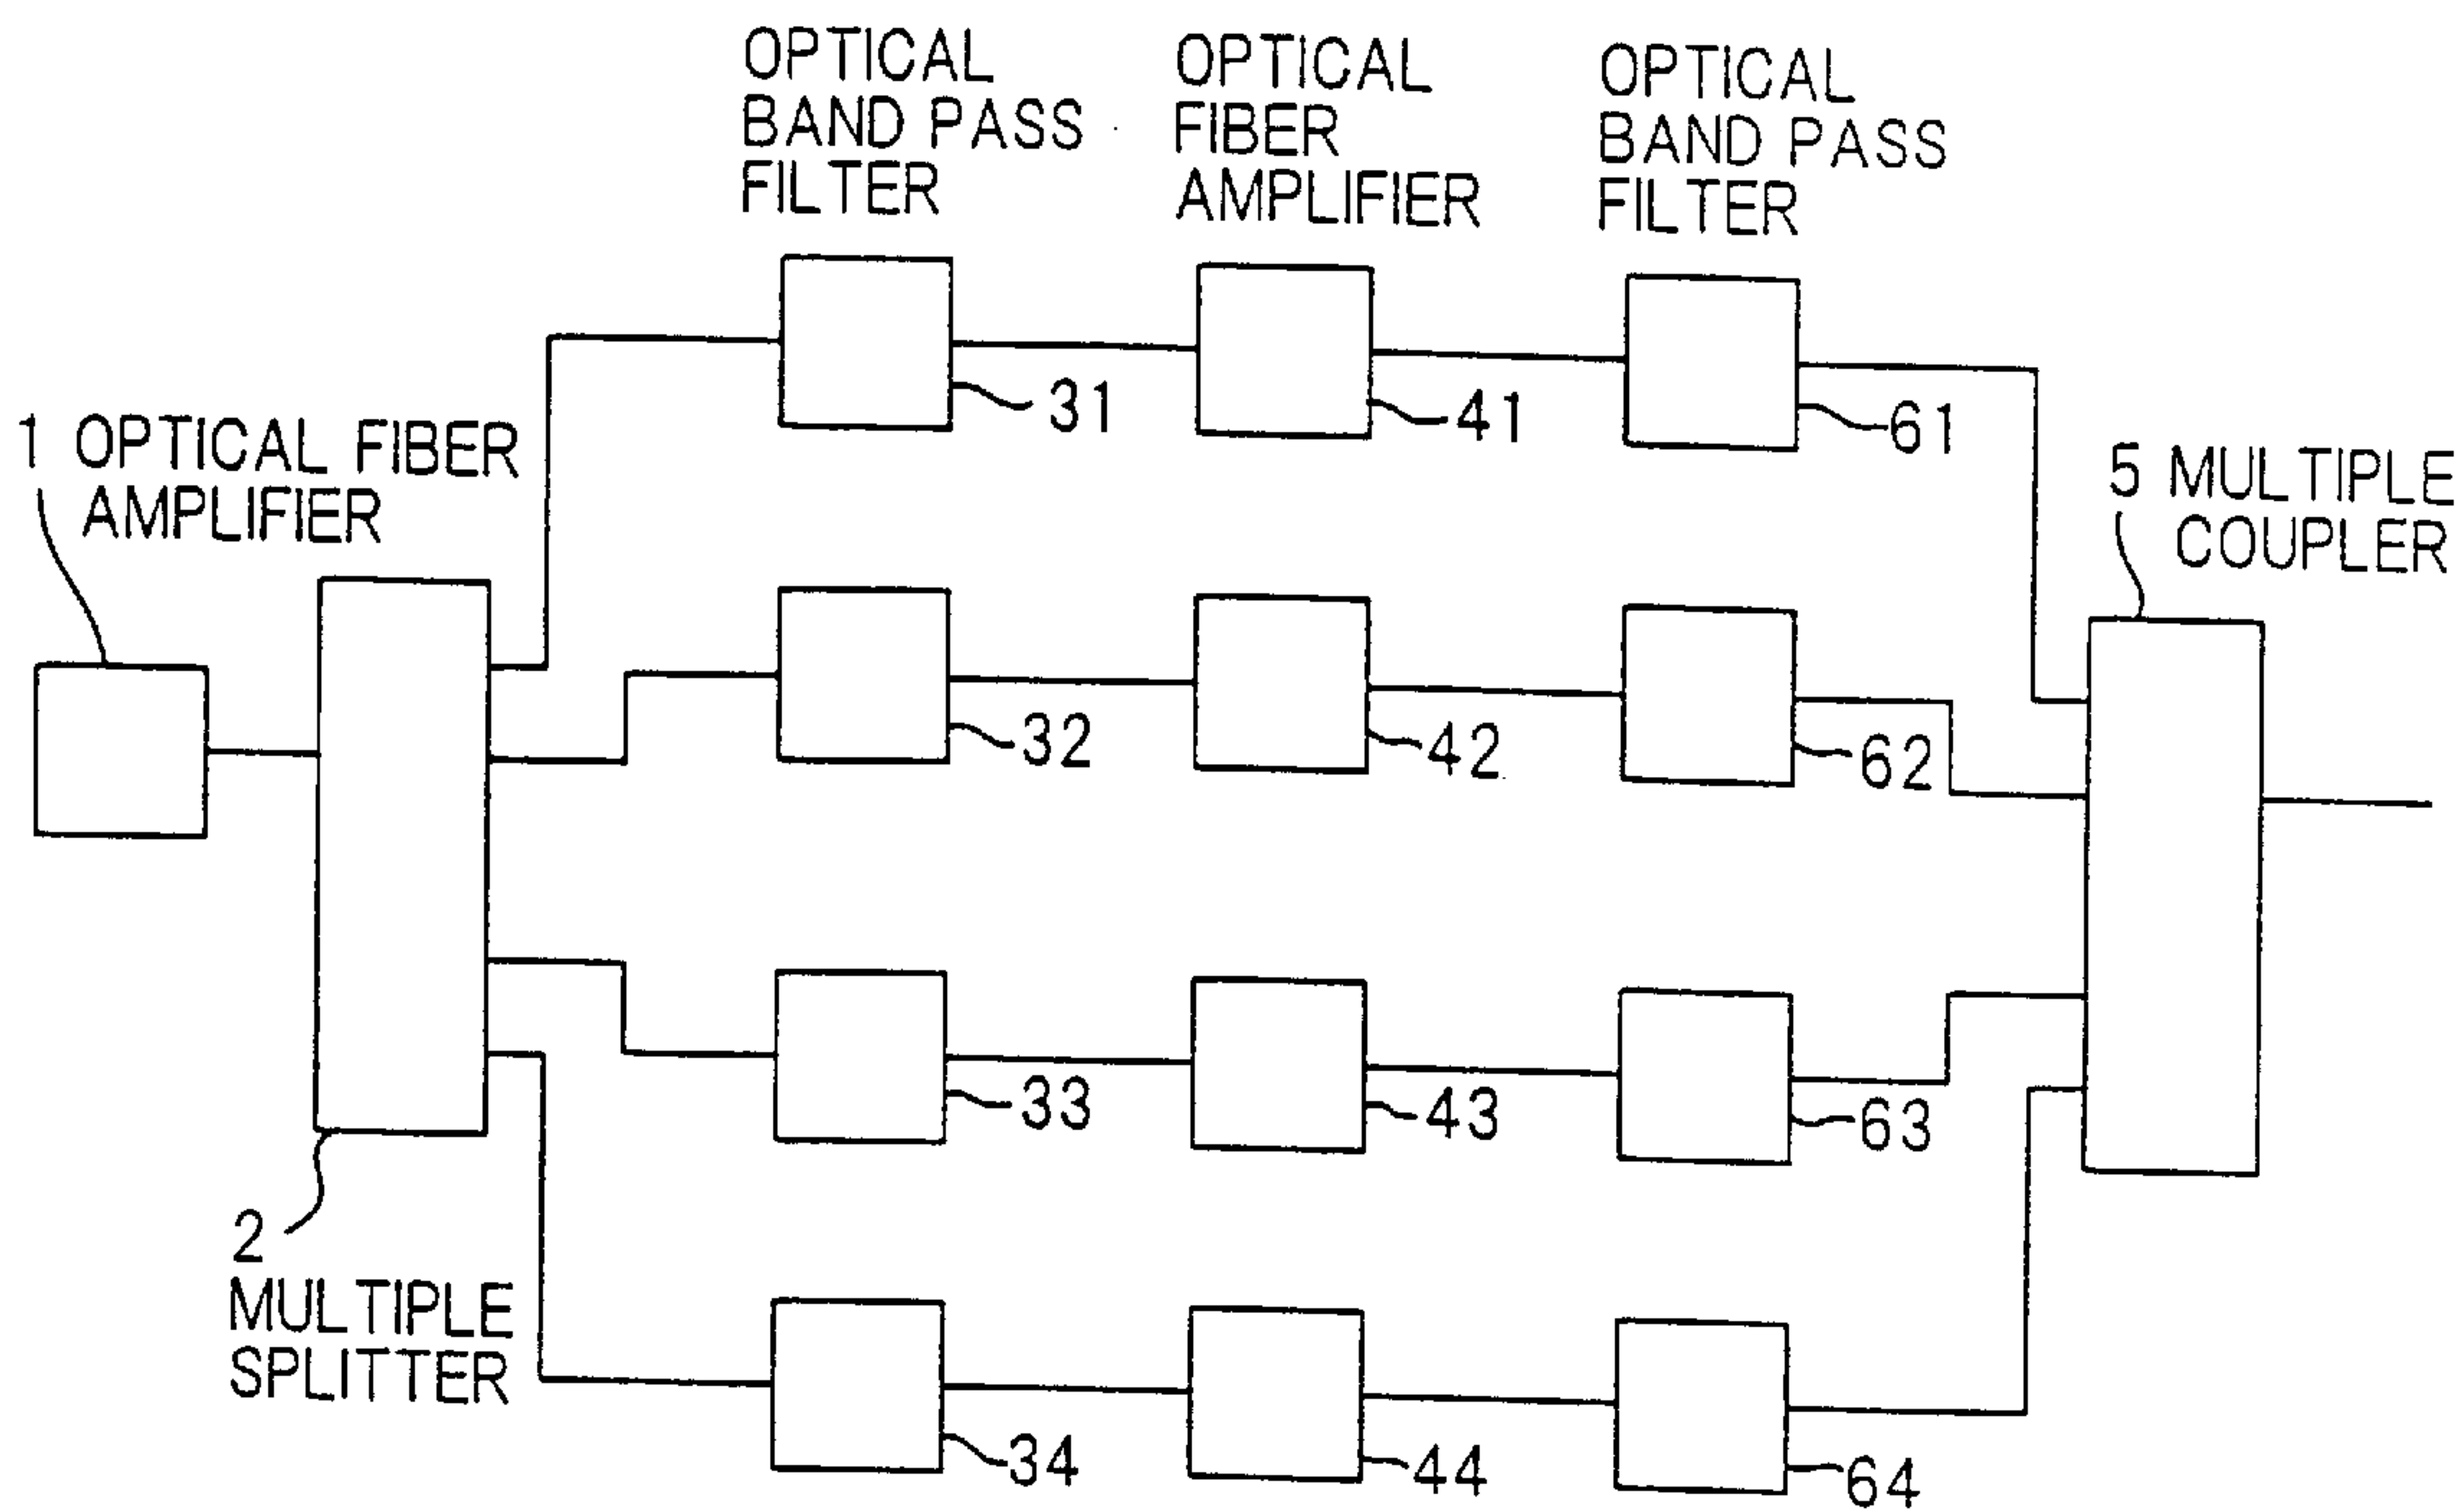 OPTICAL
BAND PASS
FILTER
OPTICAL
FIBER
AMPLIFIER
OPTICAL
BAND PASS
FILTER
31
41
61
1 OPTICAL FIBER
AMPLIFIER
5 MULTIPLE
COUPLER
32
42
62
33
43
63
2
MULTIPLE
SPLITTER
34
44
64